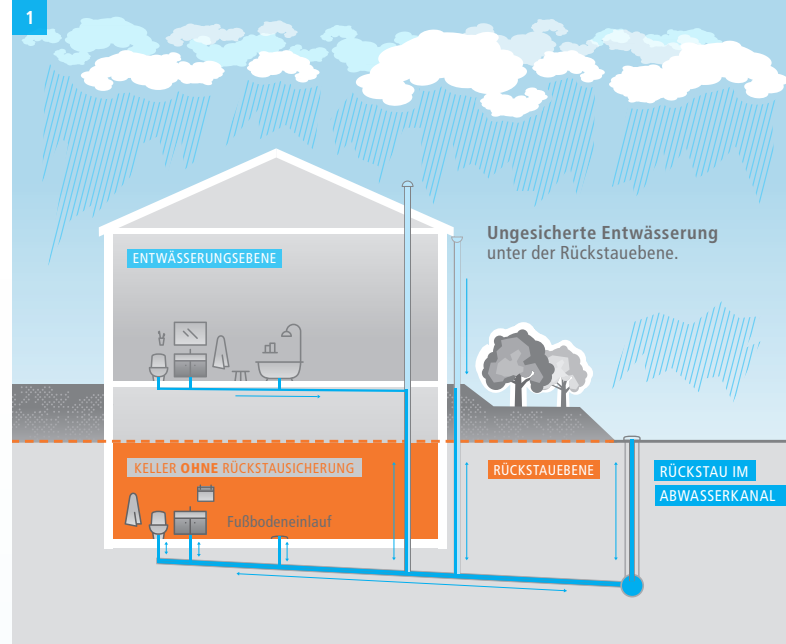 1
Ungesicherte Entwässerung
unter der Rückstauebene.
ENTWÄSSERUNGSEBENE
KELLER OHNE RÜCKSTAUSICHERUNG
RÜCKSTAUEBENE
RÜCKSTAU IM
ABWASSERKANAL
Fußbodeneinlauf